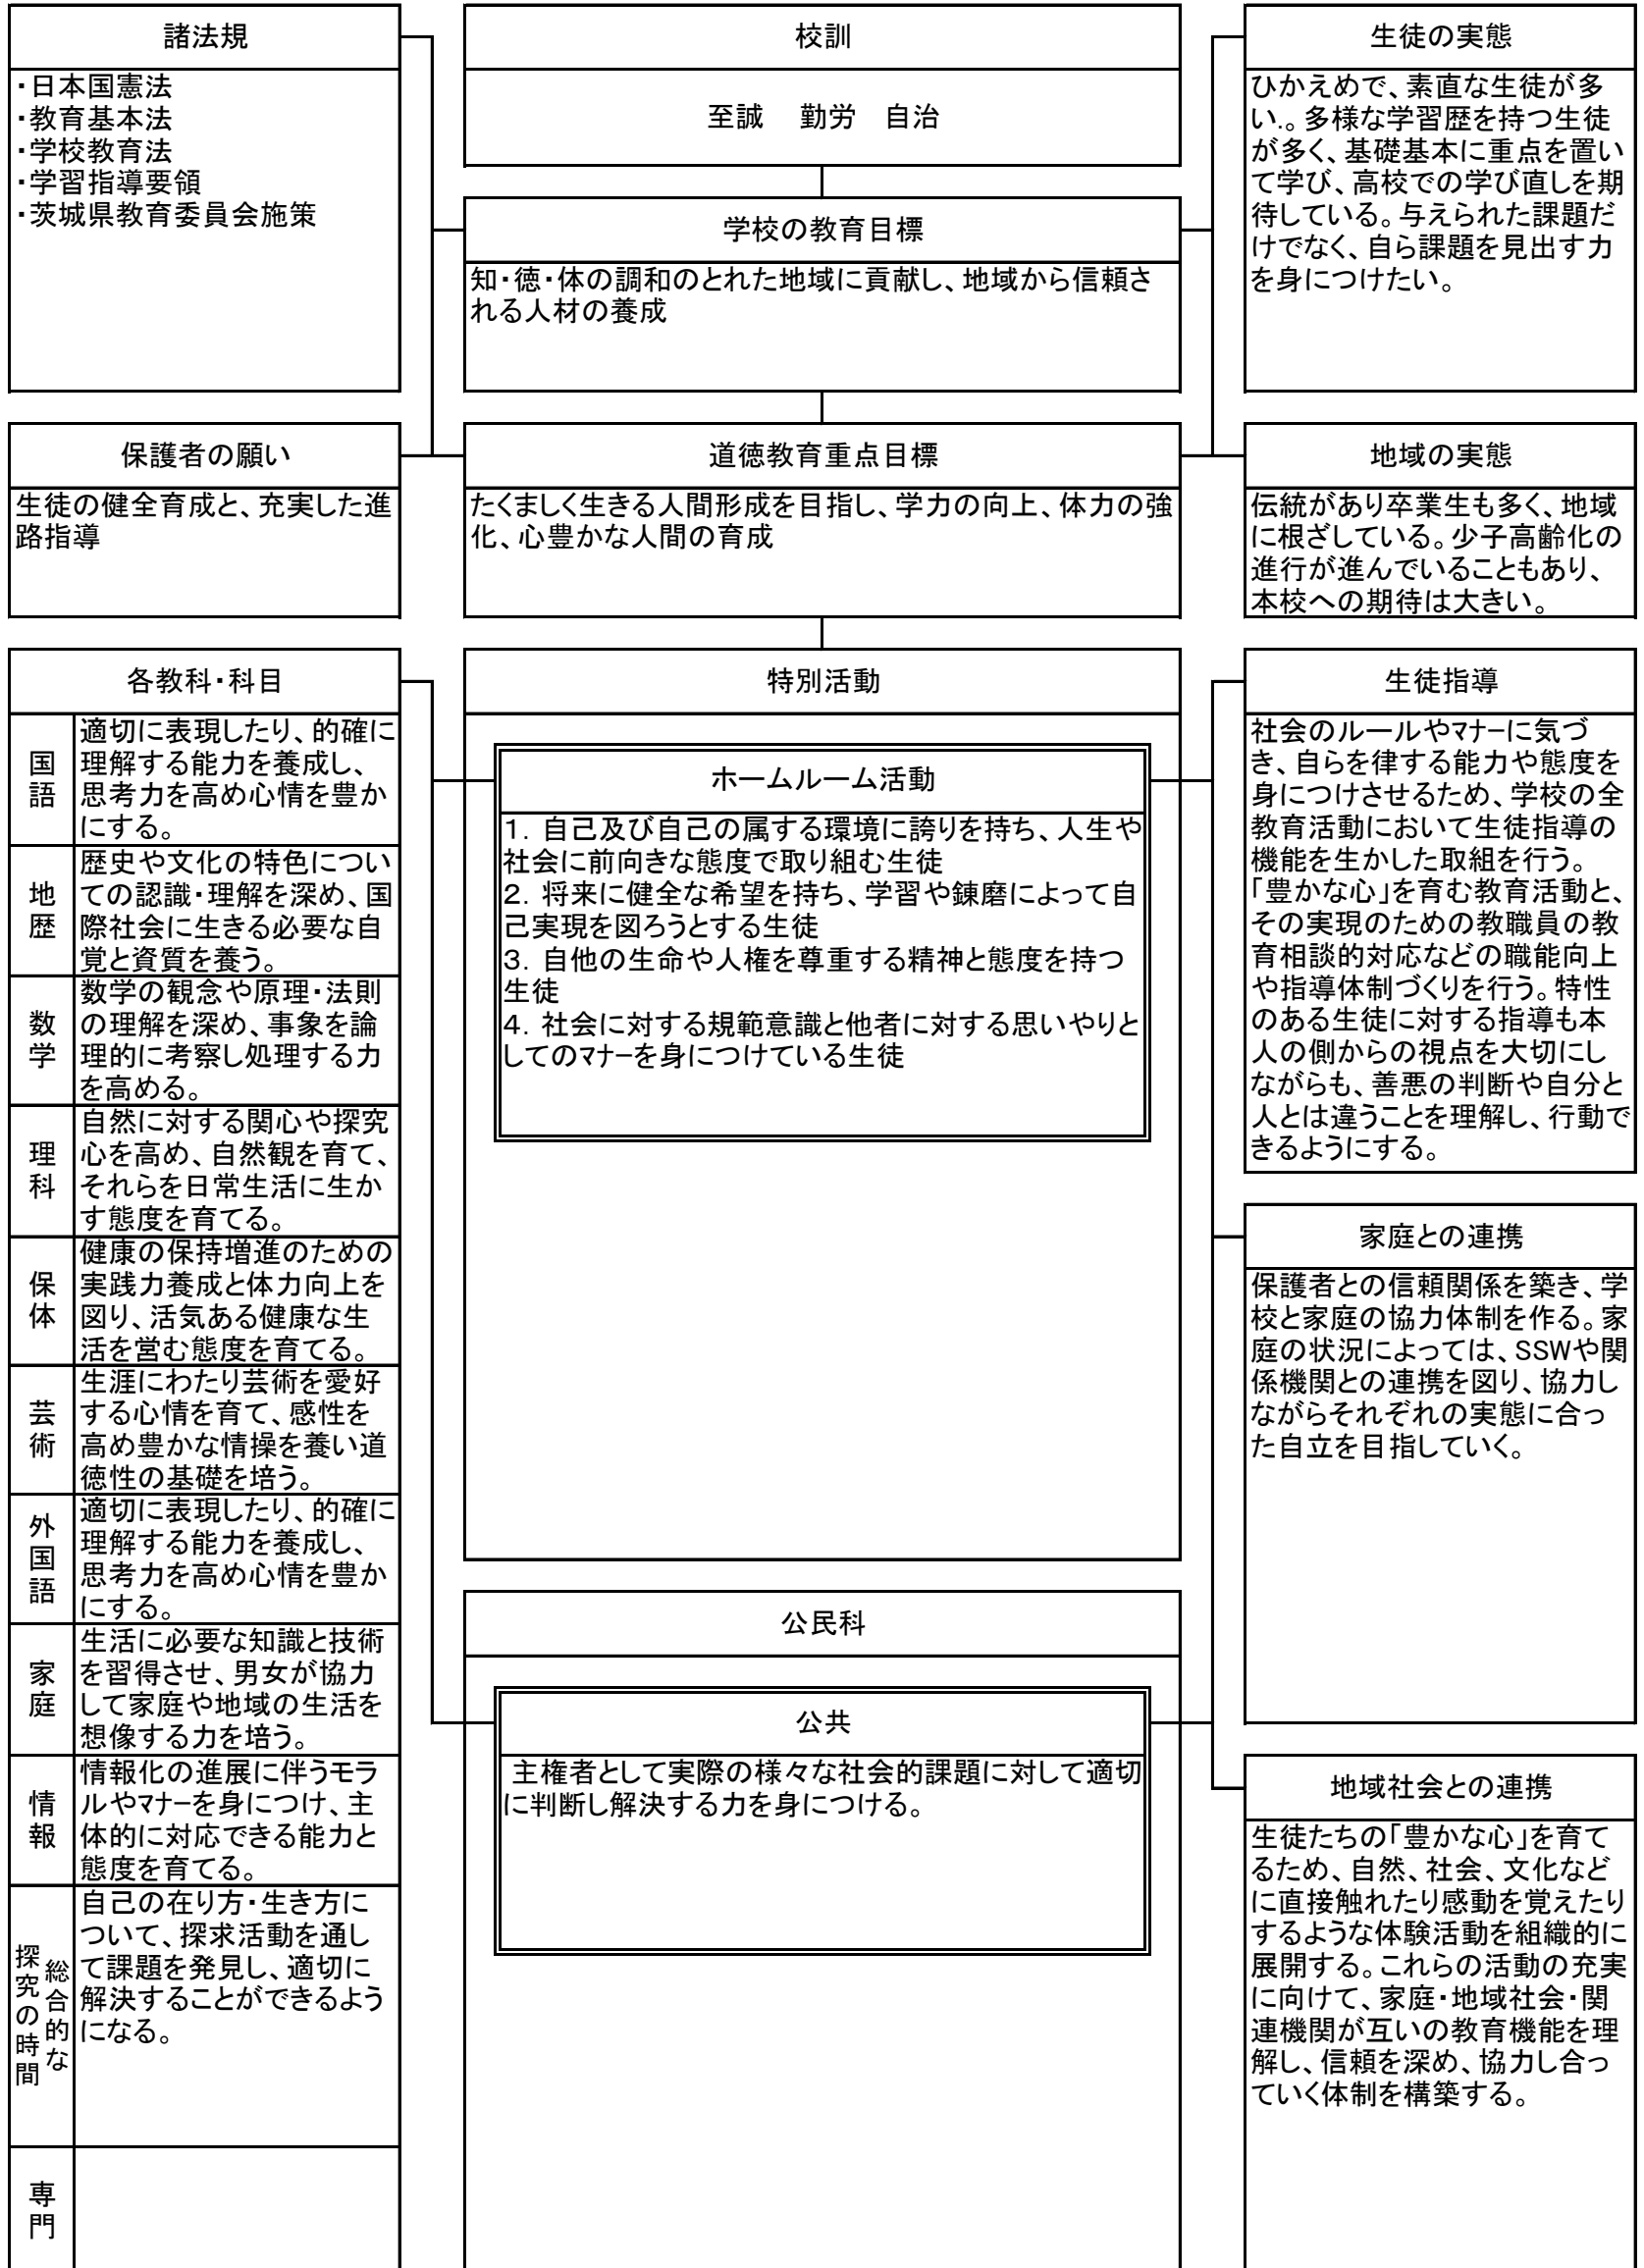 諸法規
・日本国憲法
・教育基本法
・学校教育法
・学習指導要領
・茨城県教育委員会施策
校訓
至誠　勤労　自治
生徒の実態
ひかえめで、素直な生徒が多
い.。多様な学習歴を持つ生徒
が多く、基礎基本に重点を置い
て学び、高校での学び直しを期
待している。与えられた課題だ
けでなく、自ら課題を見出す力
を身につけたい。
学校の教育目標
知・徳・体の調和のとれた地域に貢献し、地域から信頼さ
れる人材の養成
保護者の願い
生徒の健全育成と、充実した進
路指導
道徳教育重点目標
たくましく生きる人間形成を目指し、学力の向上、体力の強
化、心豊かな人間の育成
地域の実態
伝統があり卒業生も多く、地域
に根ざしている。少子高齢化の
進行が進んでいることもあり、
本校への期待は大きい。
各教科・科目
国語
適切に表現したり、的確に
理解する能力を養成し、
思考力を高め心情を豊か
にする。
地歴
歴史や文化の特色につい
ての認識・理解を深め、国
際社会に生きる必要な自
覚と資質を養う。
数学
数学の観念や原理・法則
の理解を深め、事象を論
理的に考察し処理する力
を高める。
理科
自然に対する関心や探究
心を高め、自然観を育て、
それらを日常生活に生か
す態度を育てる。
保体
健康の保持増進のための
実践力養成と体力向上を
図り、活気ある健康な生
活を営む態度を育てる。
芸術
生涯にわたり芸術を愛好
する心情を育て、感性を
高め豊かな情操を養い道
徳性の基礎を培う。
外国語
適切に表現したり、的確に
理解する能力を養成し、
思考力を高め心情を豊か
にする。
家庭
生活に必要な知識と技術
を習得させ、男女が協力
して家庭や地域の生活を
想像する力を培う。
情報
情報化の進展に伴うモラ
ルやﾏﾅｰを身につけ、主
体的に対応できる能力と
態度を育てる。
総合的な
探究の時間
自己の在り方・生き方に
ついて、探求活動を通し
て課題を発見し、適切に
解決することができるよう
になる。
専門
特別活動
ホームルーム活動
１．自己及び自己の属する環境に誇りを持ち、人生や
社会に前向きな態度で取り組む生徒
２．将来に健全な希望を持ち、学習や錬磨によって自
己実現を図ろうとする生徒
３．自他の生命や人権を尊重する精神と態度を持つ
生徒
４．社会に対する規範意識と他者に対する思いやりと
してのﾏﾅｰを身につけている生徒
公民科
公共
主権者として実際の様々な社会的課題に対して適切
に判断し解決する力を身につける。
生徒指導
社会のルールやﾏﾅｰに気づ
き、自らを律する能力や態度を
身につけさせるため、学校の全
教育活動において生徒指導の
機能を生かした取組を行う。
「豊かな心」を育む教育活動と、
その実現のための教職員の教
育相談的対応などの職能向上
や指導体制づくりを行う。特性
のある生徒に対する指導も本
人の側からの視点を大切にし
ながらも、善悪の判断や自分と
人とは違うことを理解し、行動で
きるようにする。
家庭との連携
保護者との信頼関係を築き、学
校と家庭の協力体制を作る。家
庭の状況によっては、SSWや関
係機関との連携を図り、協力し
ながらそれぞれの実態に合っ
た自立を目指していく。
地域社会との連携
生徒たちの「豊かな心」を育て
るため、自然、社会、文化など
に直接触れたり感動を覚えたり
するような体験活動を組織的に
展開する。これらの活動の充実
に向けて、家庭・地域社会・関
連機関が互いの教育機能を理
解し、信頼を深め、協力し合っ
ていく体制を構築する。